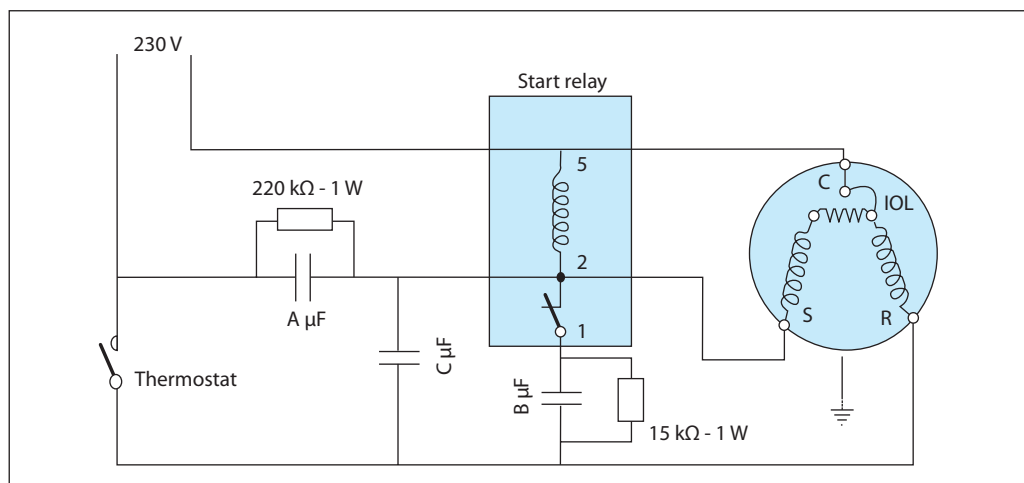 230 V
Start relay
5
C
220 kΩ - 1 W
IOL
2
A µF
S
R
1
C µF
Thermostat
B µF
15 kΩ - 1 W